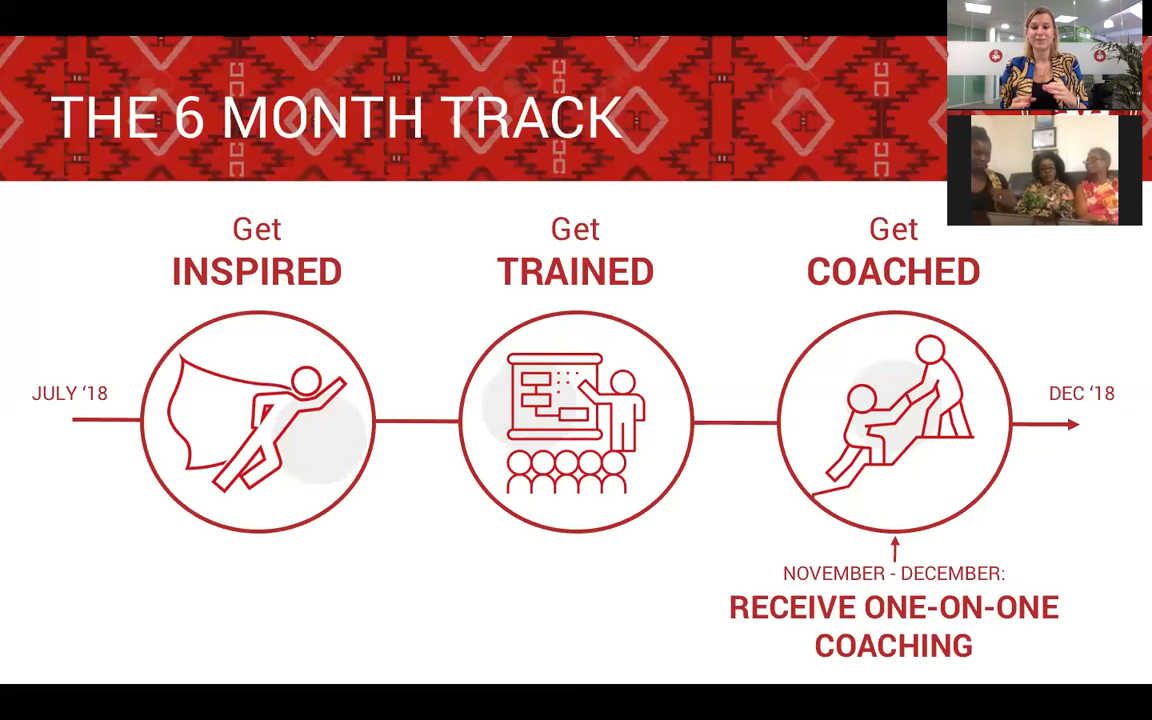 THE 6 MONTH TRACK
Get
INSPIRED
Get
TRAINED
Get
COACHED
JULY ‘18
DEC ‘18
NOVEMBER - DECEMBER:
RECEIVE ONE-ON-ONE
COACHING